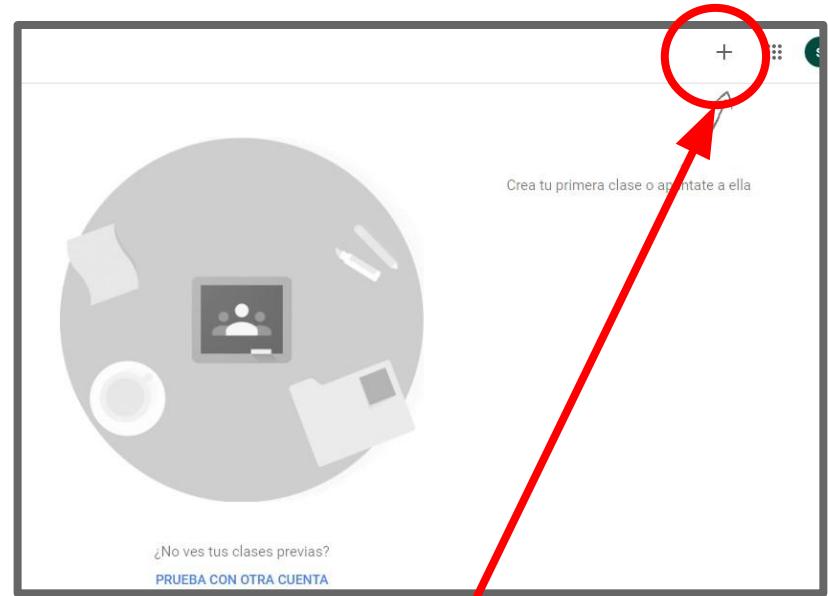 Crea tu primera clase o apúntate a ella
¿No ves tus clases previas?
PRUEBA CON OTRA CUENTA